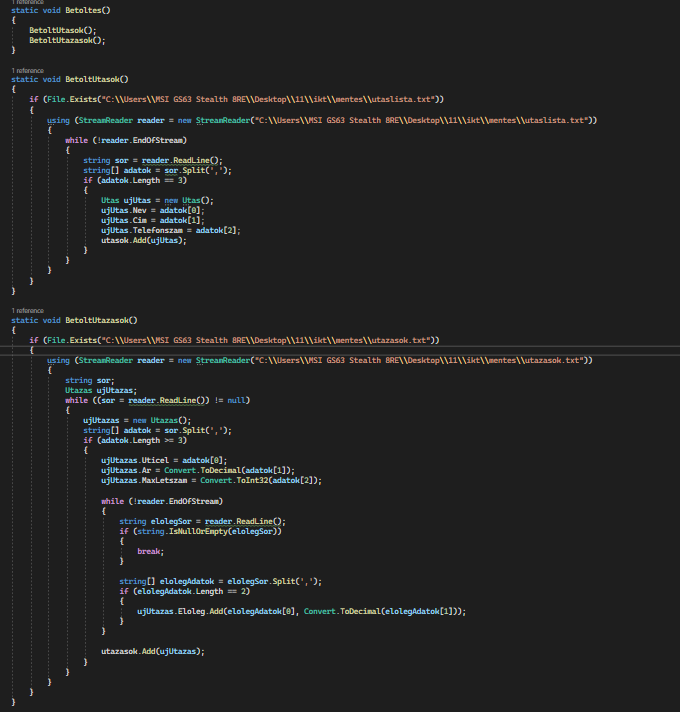 1 reference
static void Betoltes()
{
BetoltUtasok();
BetoltUtazasok();
}
1 reference
static void BetoltUtasok()
{
if (File.Exists("C:\\Users\\MSI GS63 Stealth 8RE\\Desktop\\11\\ikt\\mentes\\utaslista.txt"))
{
using (StreamReader reader = new StreamReader("C:\\Users\\MSI GS63 Stealth 8RE\\Desktop\\11\\ikt\\mentes\\utaslista.txt"))
{
while (!reader.EndOfStream)
{
string sor = reader.ReadLine();
string[] adatok = sor.Split(',');
if (adatok.Length == 3)
{
Utas ujUtas = new Utas();
ujUtas.Nev = adatok[0];
ujUtas.Cim = adatok[1];
ujUtas.Telefonszam = adatok[2];
utasok.Add(ujUtas);
}
}
}
}
}
1 reference
static void BetoltUtazasok()
{
if (File.Exists("C:\\Users\\MSI GS63 Stealth 8RE\\Desktop\\11\\ikt\\mentes\\utazasok.txt"))
{
using (StreamReader reader = new StreamReader("C:\\Users\\MSI GS63 Stealth 8RE\\Desktop\\11\\ikt\\mentes\\utazasok.txt"))
{
string sor;
Utazas ujUtazas;
while ((sor = reader.ReadLine()) != null)
{
ujUtazas = new Utazas();
string[] adatok = sor.Split(',');
if (adatok.Length >= 3)
{
ujUtazas.Uticel = adatok[0];
ujUtazas.Ar = Convert.ToDecimal(adatok[1]);
ujUtazas.MaxLetszam = Convert.ToInt32(adatok[2]);
while (!reader.EndOfStream)
{
string elolegSor = reader.ReadLine();
if (string.IsNullOrEmpty(elolegSor))
{
break;
}
string[] elolegAdatok = elolegSor.Split(',');
if (elolegAdatok.Length == 2)
{
ujUtazas.Eloleg.Add(elolegAdatok[0], Convert.ToDecimal(elolegAdatok[1]));
}
}
utazasok.Add(ujUtazas);
}
}
}
}
}